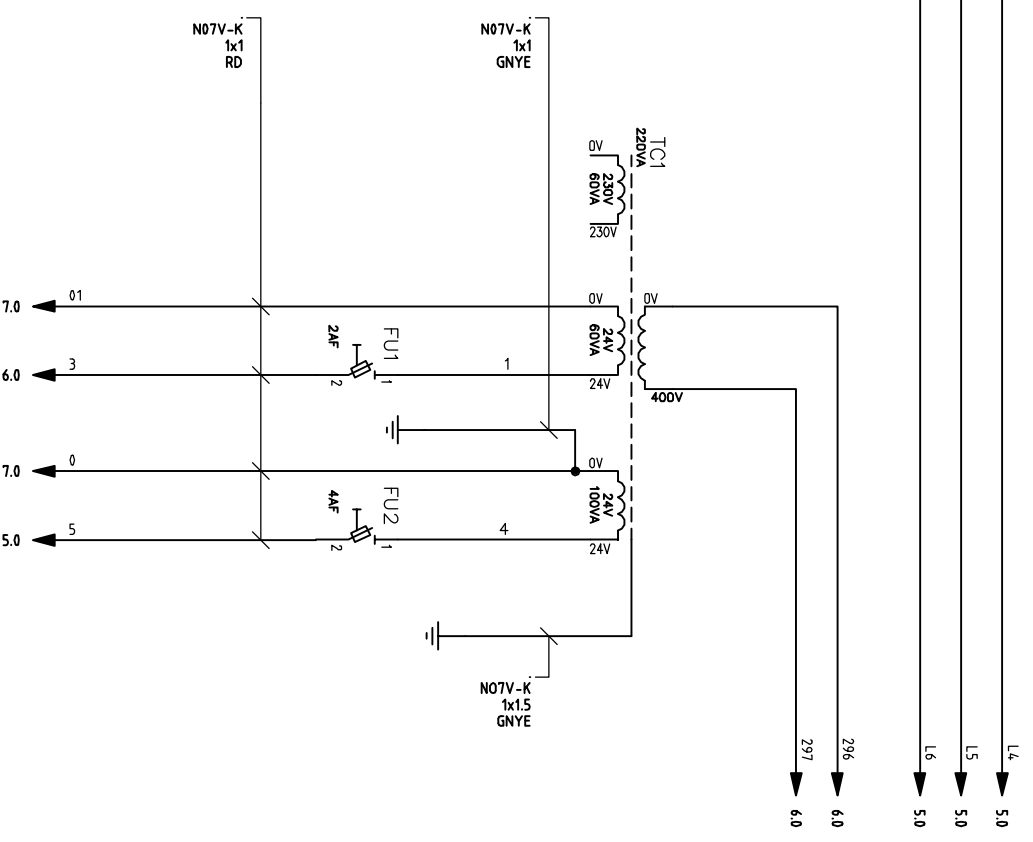 N07V-K
1x1
RD
N07V-K
1x1
GNYE
TC1
220VA
0V
230V
60VA
230V
7.0
01
0V
0V
24V
60VA
FU1
2AF
6.0
3
2
1
1
24V
400V
7.0
0
0V
24V
100VA
FU2
4AF
5.0
5
2
1
4
24V
N07V-K
1x1.5
GNYE
297
296
L6
L5
L4
6.0
6.0
5.0
5.0
5.0